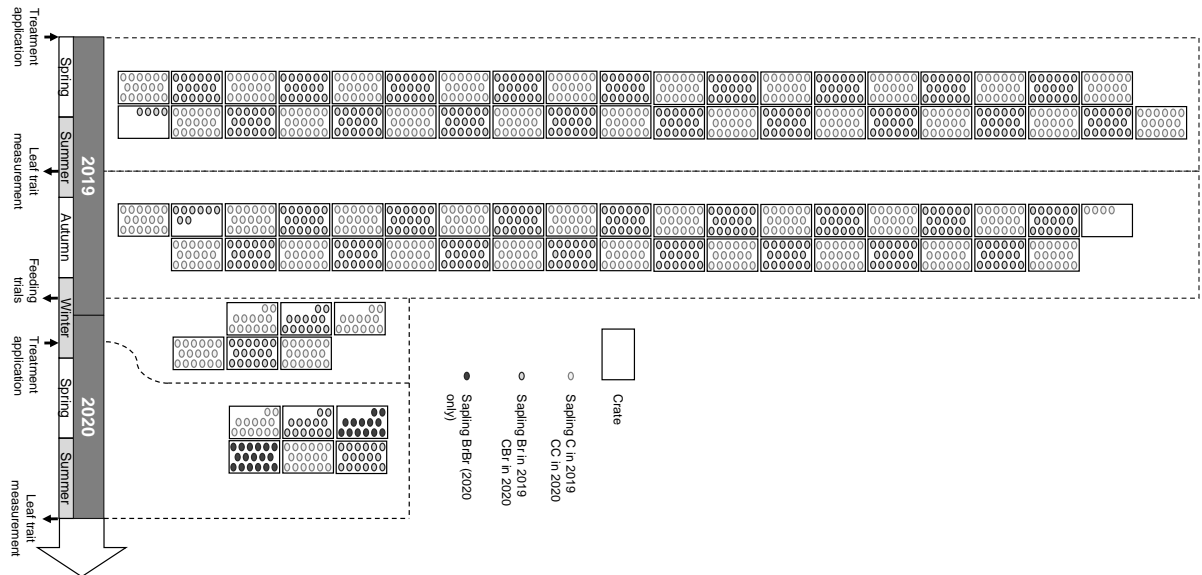 Treatment
application
Leaf trait
measurement
Feeding
trials
Treatment
application
Leaf trait
measurement
Spring
Summer
Autumn
Winter
Spring
Summer
2019
2020
Crate
Sapling C in 2019
CC in 2020
Sapling Br in 2019
CBr in 2020
Sapling BrBr (2020
only)